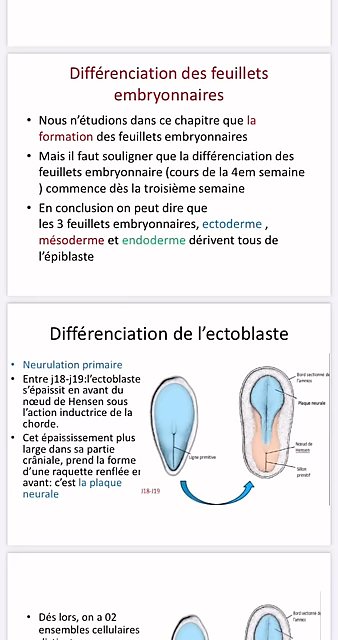 Différenciation des feuillets
embryonnaires
• Nous n'étudions dans ce chapitre que la
formation des feuillets embryonnaires
• Mais il faut souligner que la différenciation des
feuillets embryonnaire (cours de la 4em semaine
) commence dès la troisième semaine
• En conclusion on peut dire que
les 3 feuillets embryonnaires, ectoderme ,
mésoderme et endoderme dérivent tous de
l'épiblaste
Différenciation de l'ectoblaste
• Neurulation primaire
• Entre j18-j19:l'ectoblaste
s'épaissit en avant du
nœud de Hensen sous
l'action inductrice de la
chorde.
• Cet épaississement plus
large dans sa partie
crâniale, prend la forme
d'une raquette renflée en
avant: c'est la plaque
neurale
Ligne primitive
J18-J19
Bord sectionné de
l'amnios
Plaque neurale
Nœud de
Hensen
Sillon
primitif
• Dés lors, on a 02
ensembles cellulaires
Bord sectionné de
l'amnios